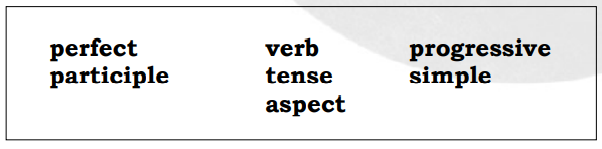 perfect verb progressive
participle tense simple
aspect